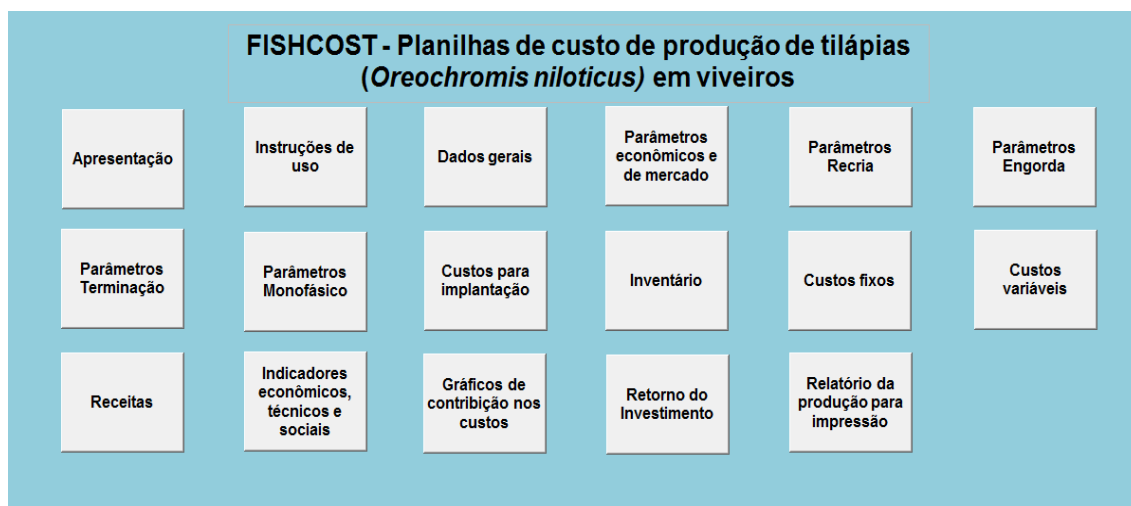 FISHCOST - Planilhas de custo de produção de tilápias
(Oreochromis niloticus) em viveiros
Apresentação
Instruções de
uso
Dados gerais
Parâmetros
econômicos e
de mercado
Parâmetros
Recria
Parâmetros
Engorda
Parâmetros
Terminação
Parâmetros
Monofásico
Custos para
implantação
Inventário
Custos fixos
Custos
variáveis
Receitas
Indicadores
econômicos,
técnicos e
sociais
Gráficos de
contribição nos
custos
Retorno do
Investimento
Relatório da
produção para
impressão